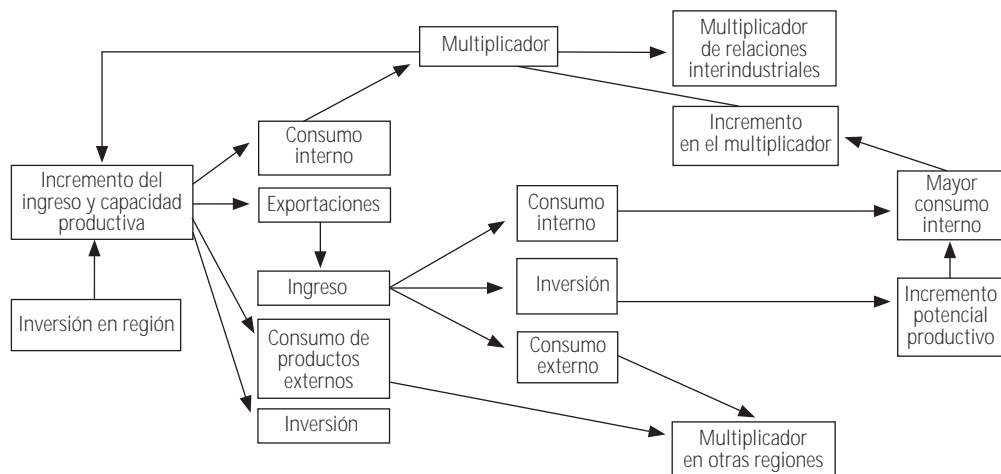 Multiplicador
Multiplicador
de relaciones
interindustriales
Incremento
en el multiplicador
Consumo
interno
Incremento del
ingreso y capacidad
productiva
Exportaciones
Consumo
interno
Mayor
consumo
interno
Ingreso
Inversión
Inversión en región
Incremento
potencial
productivo
Consumo de
productos
externos
Consumo
externo
Inversión
Multiplicador
en otras regiones